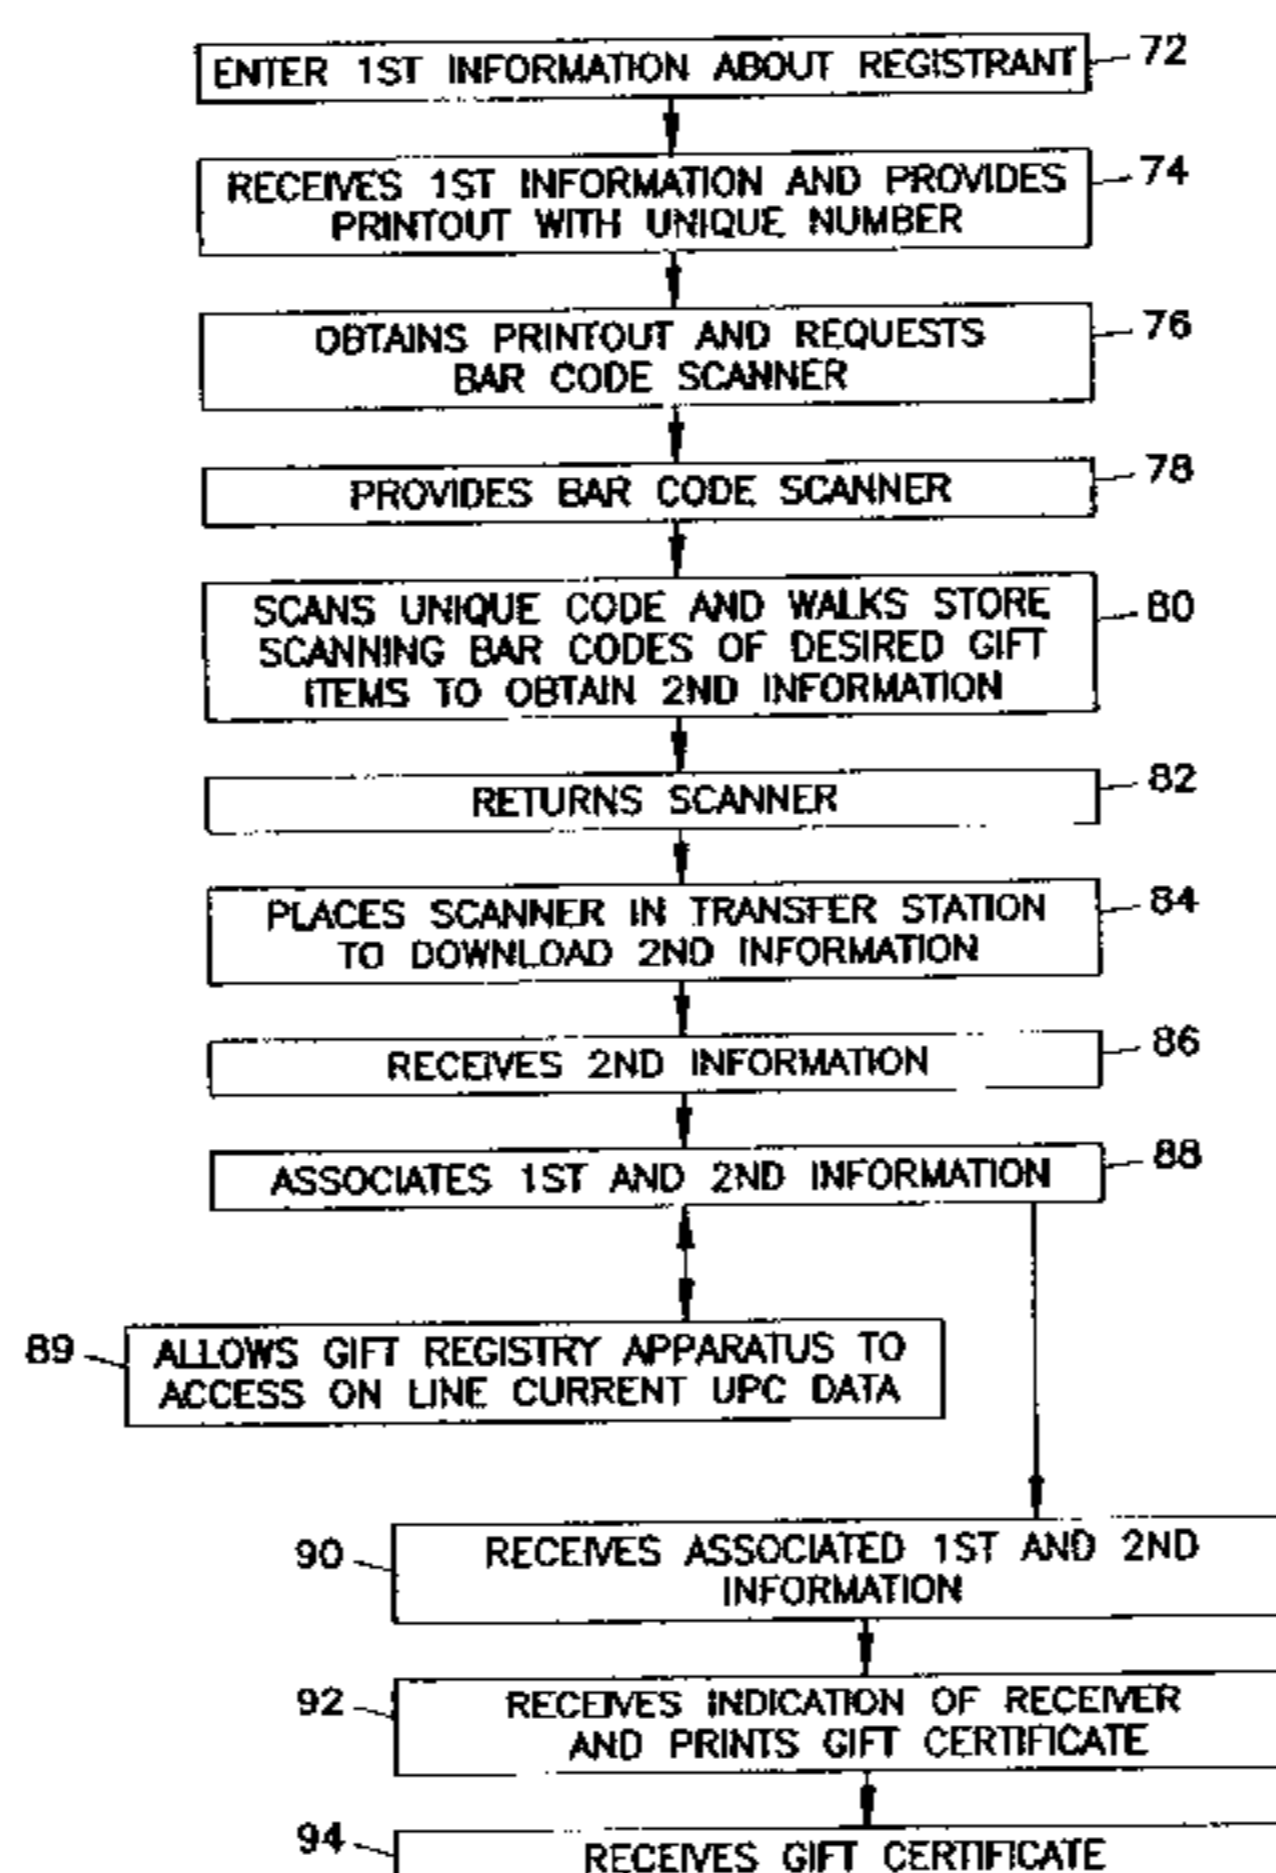 ENTER 1ST INFORMATION ABOUT REGISTRANT
72
RECEIVES 1ST INFORMATION AND PROVIDES
PRINTOUT WITH UNIQUE NUMBER
74
OBTAINS PRINTOUT AND REQUESTS
BAR CODE SCANNER
76
PROVIDES BAR CODE SCANNER
78
SCANS UNIQUE CODE AND WALKS STORE
SCANNING BAR CODES OF DESIRED GIFT
ITEMS TO OBTAIN 2ND INFORMATION
80
RETURNS SCANNER
82
PLACES SCANNER IN TRANSFER STATION
TO DOWNLOAD 2ND INFORMATION
84
RECEIVES 2ND INFORMATION
86
ASSOCIATES 1ST AND 2ND INFORMATION
88
89
ALLOWS GIFT REGISTRY APPARATUS TO
ACCESS ON LINE CURRENT UPC DATA
90
RECEIVES ASSOCIATED 1ST AND 2ND
INFORMATION
92
RECEIVES INDICATION OF RECEIVER
AND PRINTS GIFT CERTIFICATE
94
RECEIVES GIFT CERTIFICATE